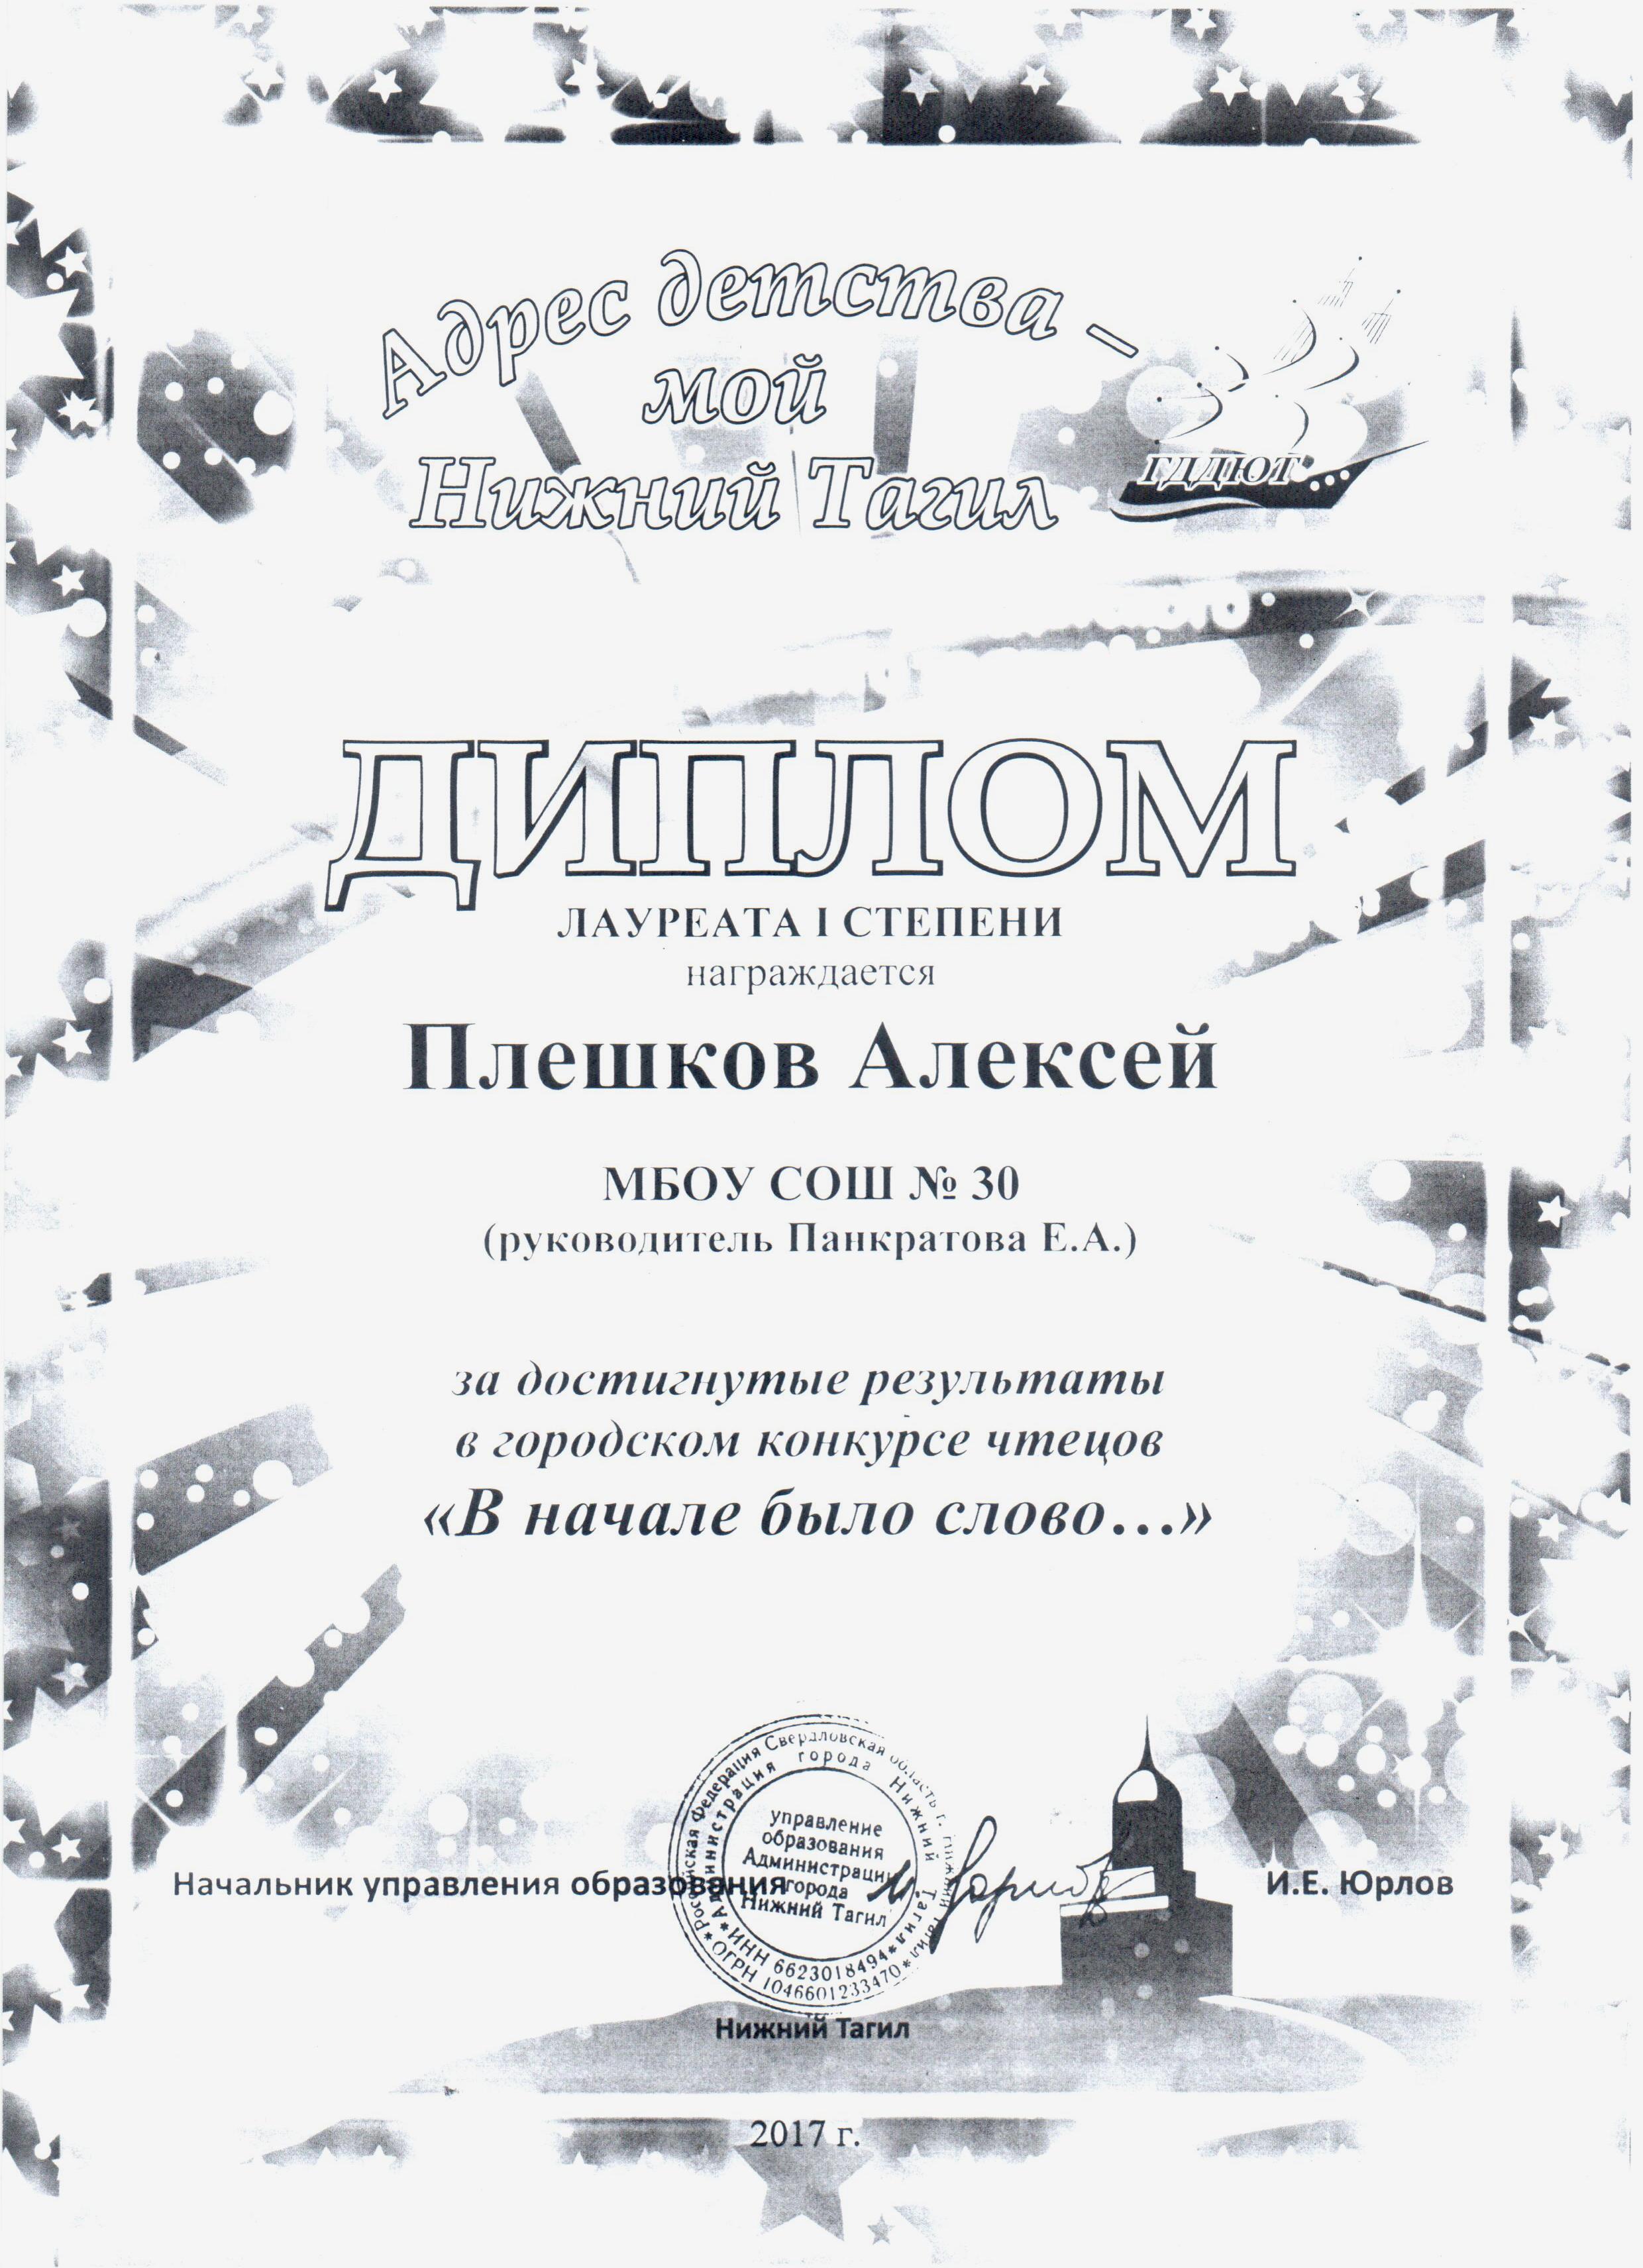 Адрес детства –
мой
Нижний Тагил
ГДДЮТ
ДИПЛОМ
ЛАУРЕАТА I СТЕПЕНИ
награждается
Плешков Алексей
МБОУ СОШ № 30
(руководитель Панкратова Е.А.)
за достигнутые результаты
в городском конкурсе чтецов
«В начале было слово...»
Российская Федерация Свердловская область г. Нижний Тагил
Администрация города Нижний Тагил
управление
образования
Администрации
города
Нижний Тагил
ИНН 6623018494
ОГРН 1046601233470
Начальник управления образования
И.Е. Юрлов
Нижний Тагил
2017 г.